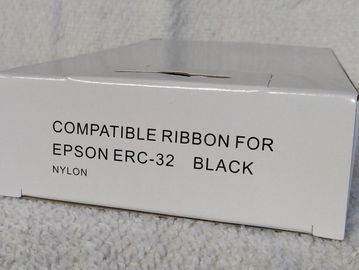 COMPATIBLE RIBBON FOR
EPSON ERC-32 BLACK
NYLON